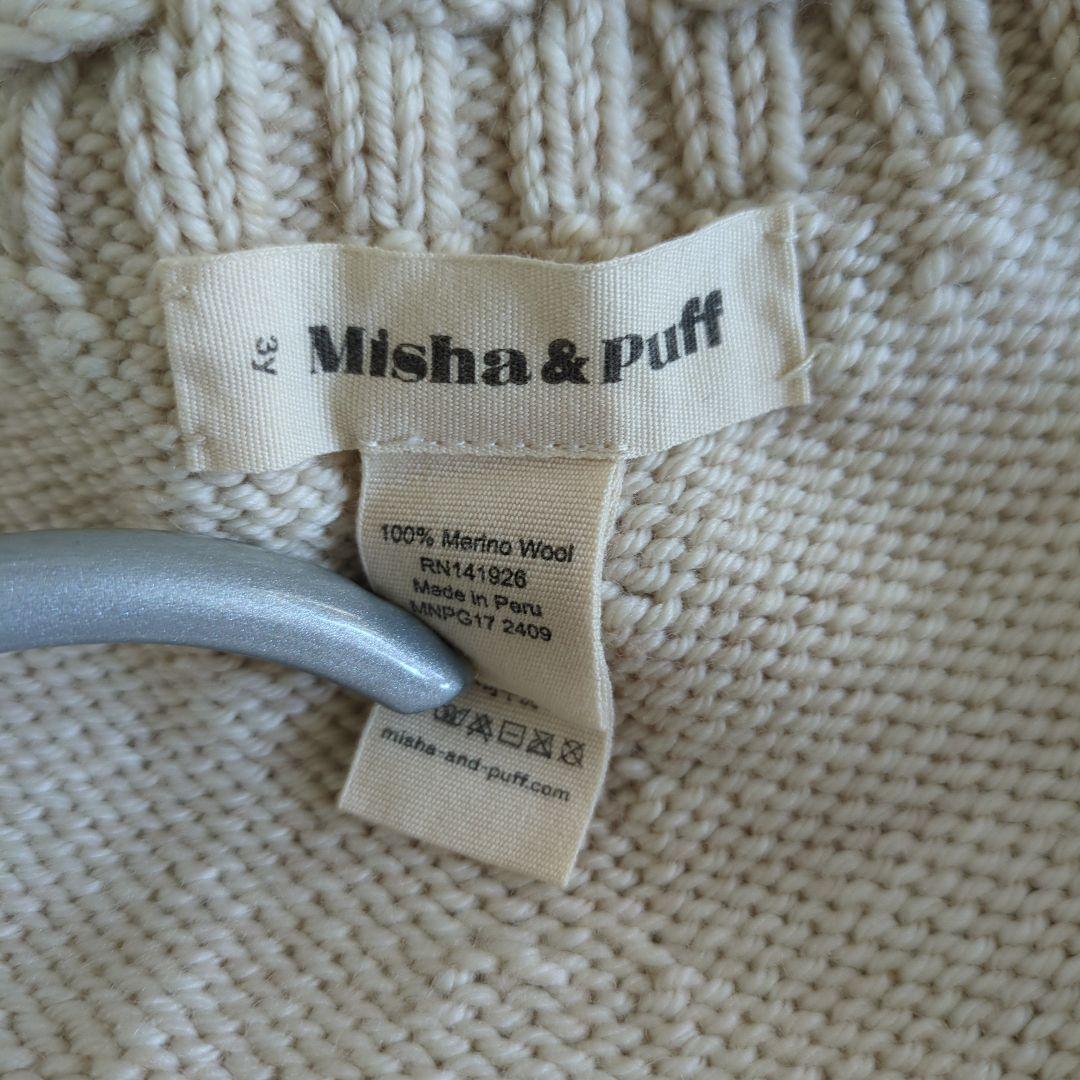 3y
Misha & Puff
100% Merino Wool
RN141926
Made in Peru
MNPG17 2409
misha-and-puff.com